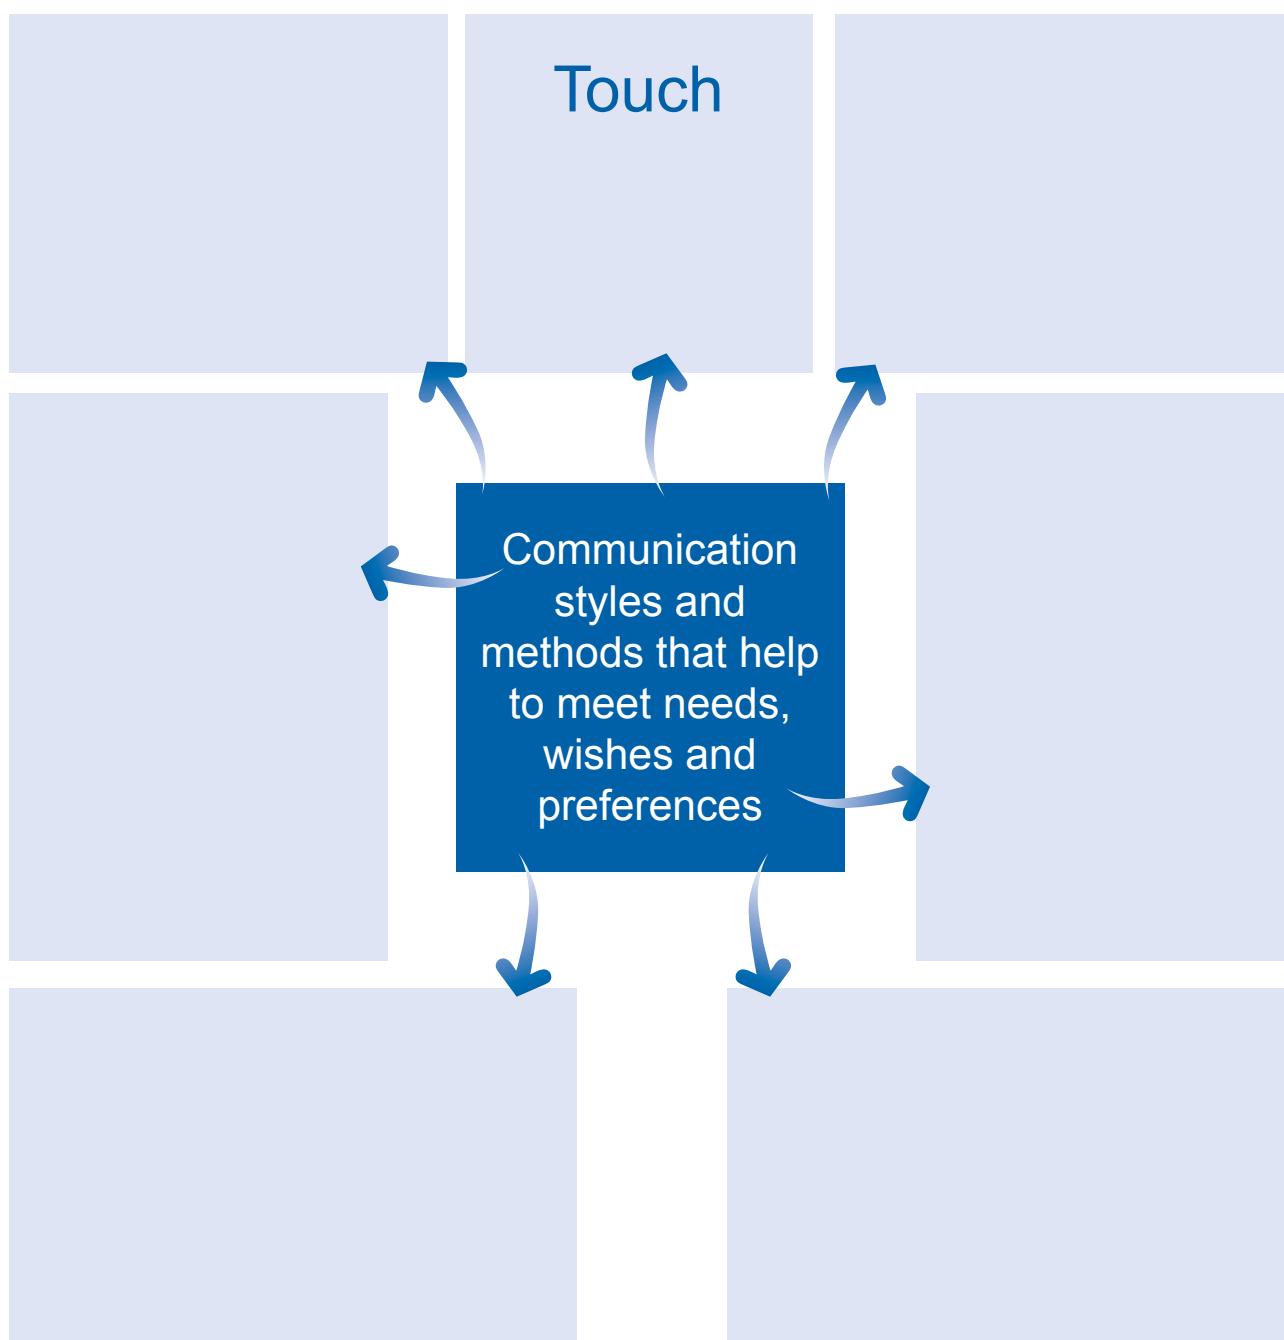 Touch
Communication
styles and
methods that help
to meet needs,
wishes and
preferences